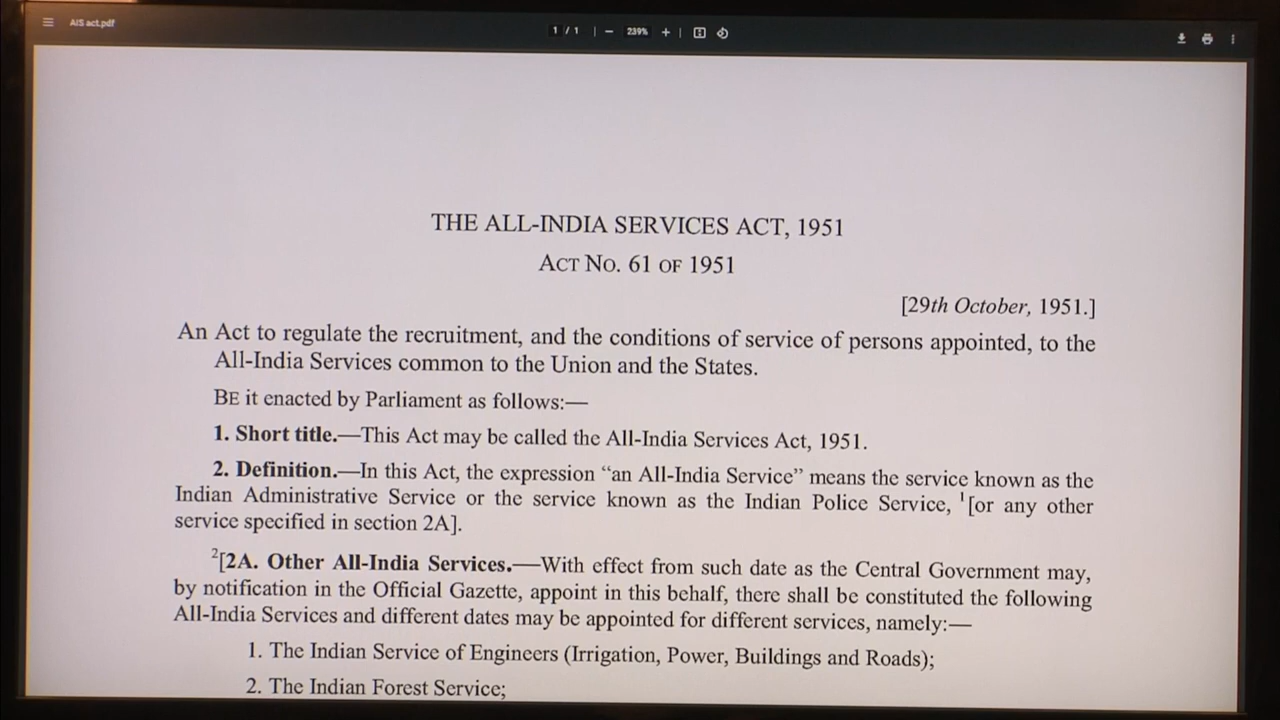 AIS act.pdf
1 / 1 | − 239% + |
THE ALL-INDIA SERVICES ACT, 1951
ACT NO. 61 OF 1951
[29th October, 1951.]
An Act to regulate the recruitment, and the conditions of service of persons appointed, to the
All-India Services common to the Union and the States.
BE it enacted by Parliament as follows:—
1. Short title.—This Act may be called the All-India Services Act, 1951.
2. Definition.—In this Act, the expression “an All-India Service” means the service known as the
Indian Administrative Service or the service known as the Indian Police Service, ¹[or any other
service specified in section 2A].
²[2A. Other All-India Services.—With effect from such date as the Central Government may,
by notification in the Official Gazette, appoint in this behalf, there shall be constituted the following
All-India Services and different dates may be appointed for different services, namely:—
1. The Indian Service of Engineers (Irrigation, Power, Buildings and Roads);
2. The Indian Forest Service;